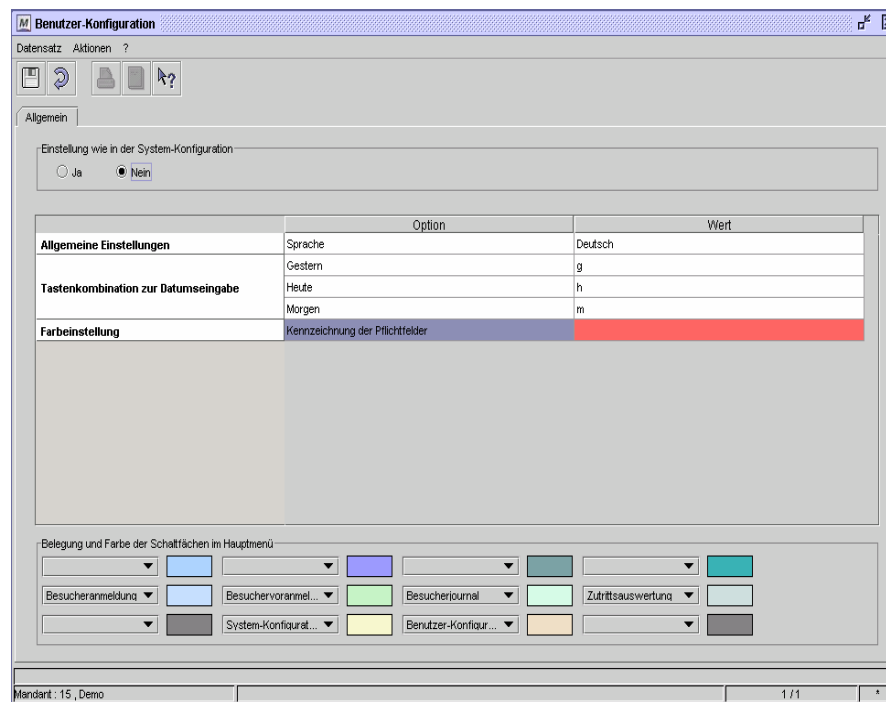 M Benutzer-Konfiguration
Datensatz Aktionen ?
?
Allgemein
Einstellung wie in der System-Konfiguration
Ja Nein
Option Wert
Allgemeine Einstellungen Sprache Deutsch
Gestern g
Tastenkombination zur Datumseingabe Heute h
Morgen m
Farbeinstellung Kennzeichnung der Pflichtfelder
Belegung und Farbe der Schaltfächen im Hauptmenü
Besucheranmeldung Besuchervoranmel... Besucherjournal Zutrittsauswertung
System-Konfigurat... Benutzer-Konfigur...
Mandant : 15 , Demo 1 / 1 *